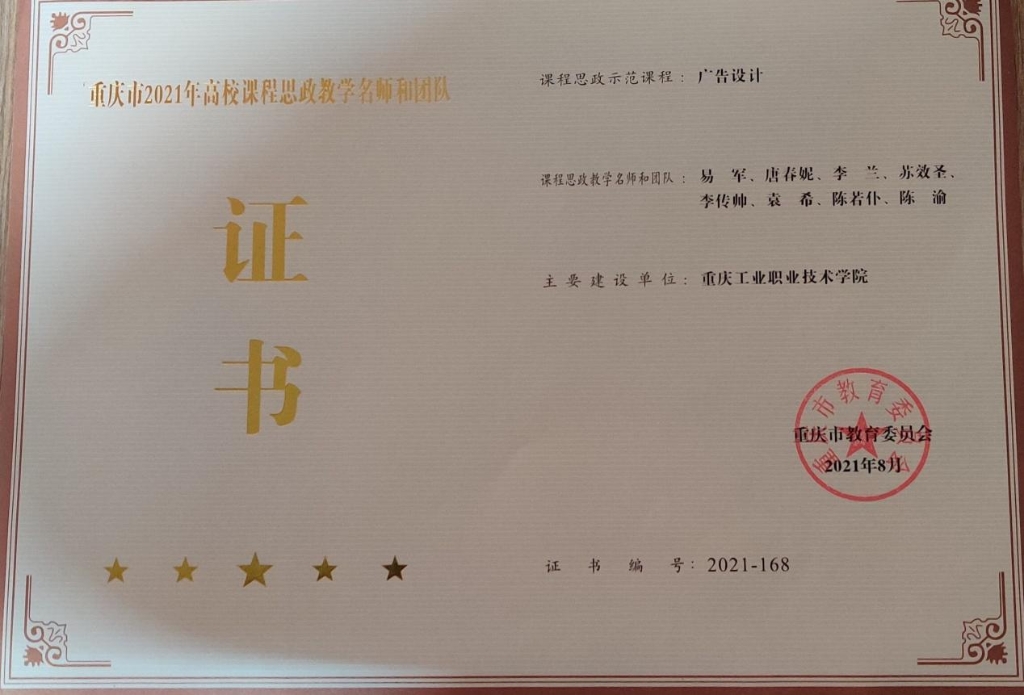 重庆市2021年高校课程思政教学名师和团队
证
书
课程思政示范课程：广告设计
课程思政教学名师和团队：易 军、唐春妮、李 兰、苏效圣、
李传帅、袁 希、陈若仆、陈 渝
主要建设单位：重庆工业职业技术学院
重庆市教育委员会
重庆市教育委员会
2021年8月
证书编号：2021-168